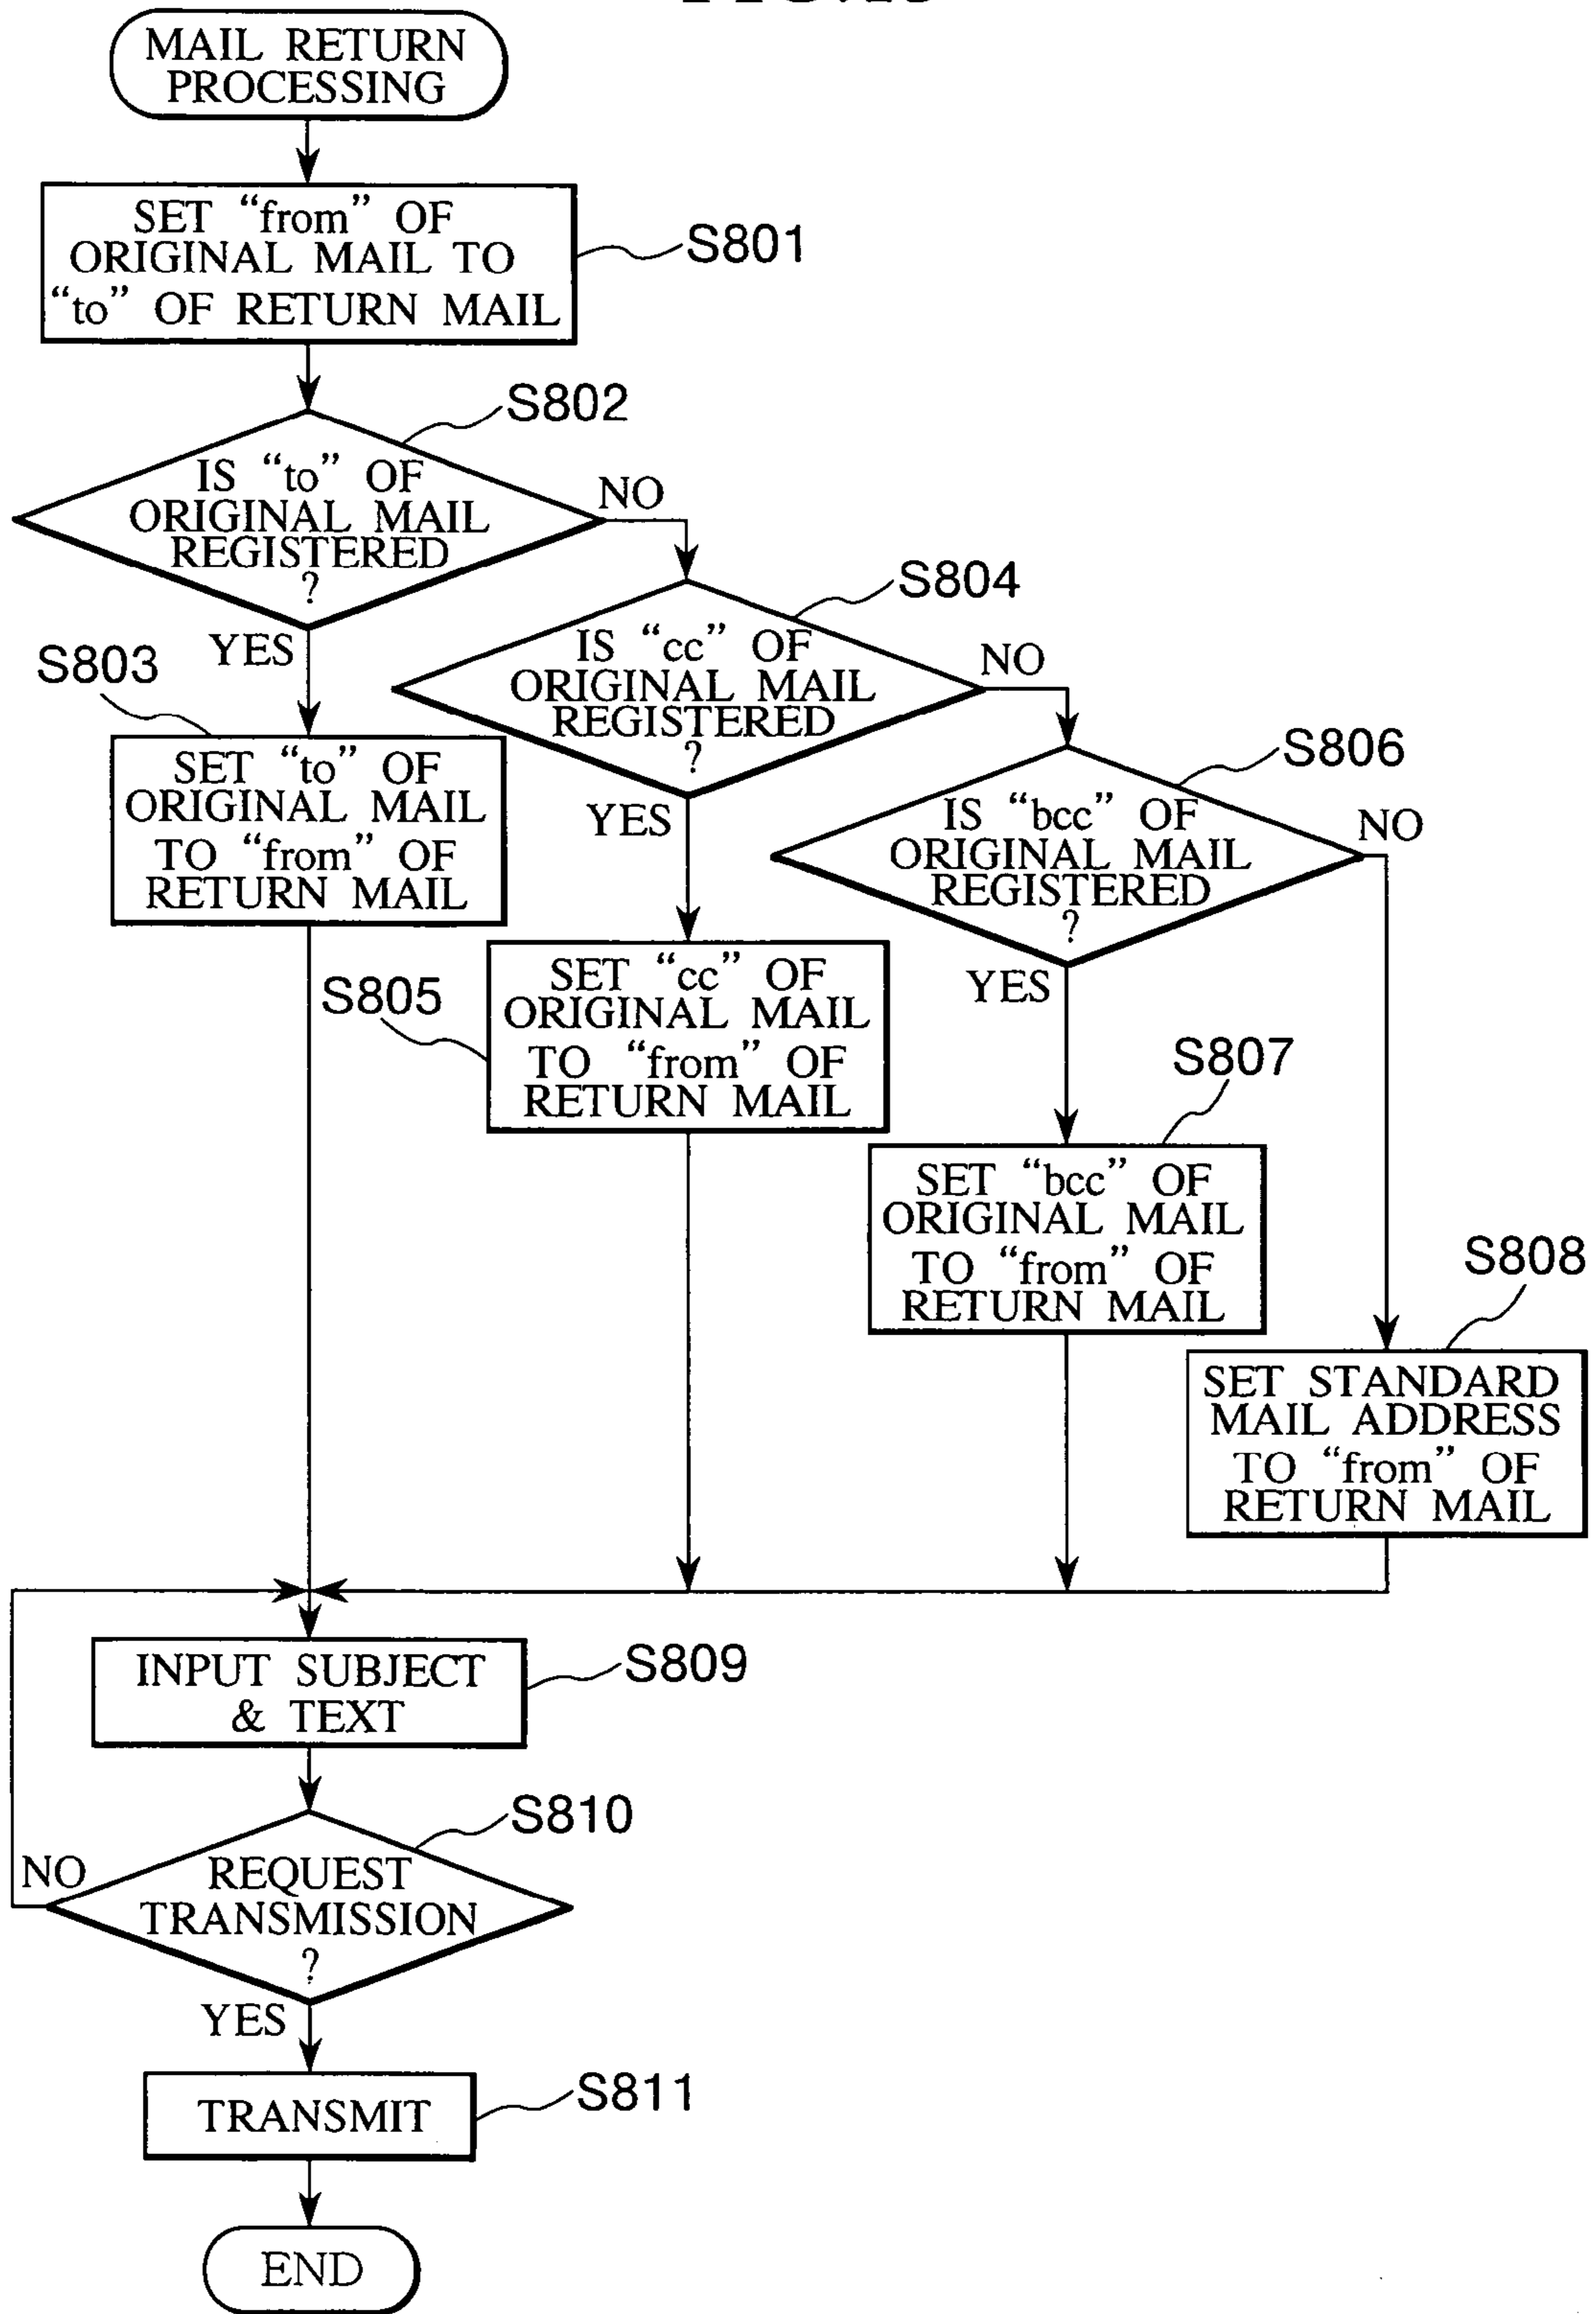 MAIL RETURN
PROCESSING
SET “from” OF
ORIGINAL MAIL TO
“to” OF RETURN MAIL
S801
S802
IS “to” OF
ORIGINAL MAIL
REGISTERED
?
NO
YES
S803
SET “to” OF
ORIGINAL MAIL
TO “from” OF
RETURN MAIL
S804
IS “cc” OF
ORIGINAL MAIL
REGISTERED
?
NO
YES
S805
SET “cc” OF
ORIGINAL MAIL
TO “from” OF
RETURN MAIL
S806
IS “bcc” OF
ORIGINAL MAIL
REGISTERED
?
NO
YES
S807
SET “bcc” OF
ORIGINAL MAIL
TO “from” OF
RETURN MAIL
S808
SET STANDARD
MAIL ADDRESS
TO “from” OF
RETURN MAIL
INPUT SUBJECT
& TEXT
S809
S810
REQUEST
TRANSMISSION
?
NO
YES
TRANSMIT
S811
END